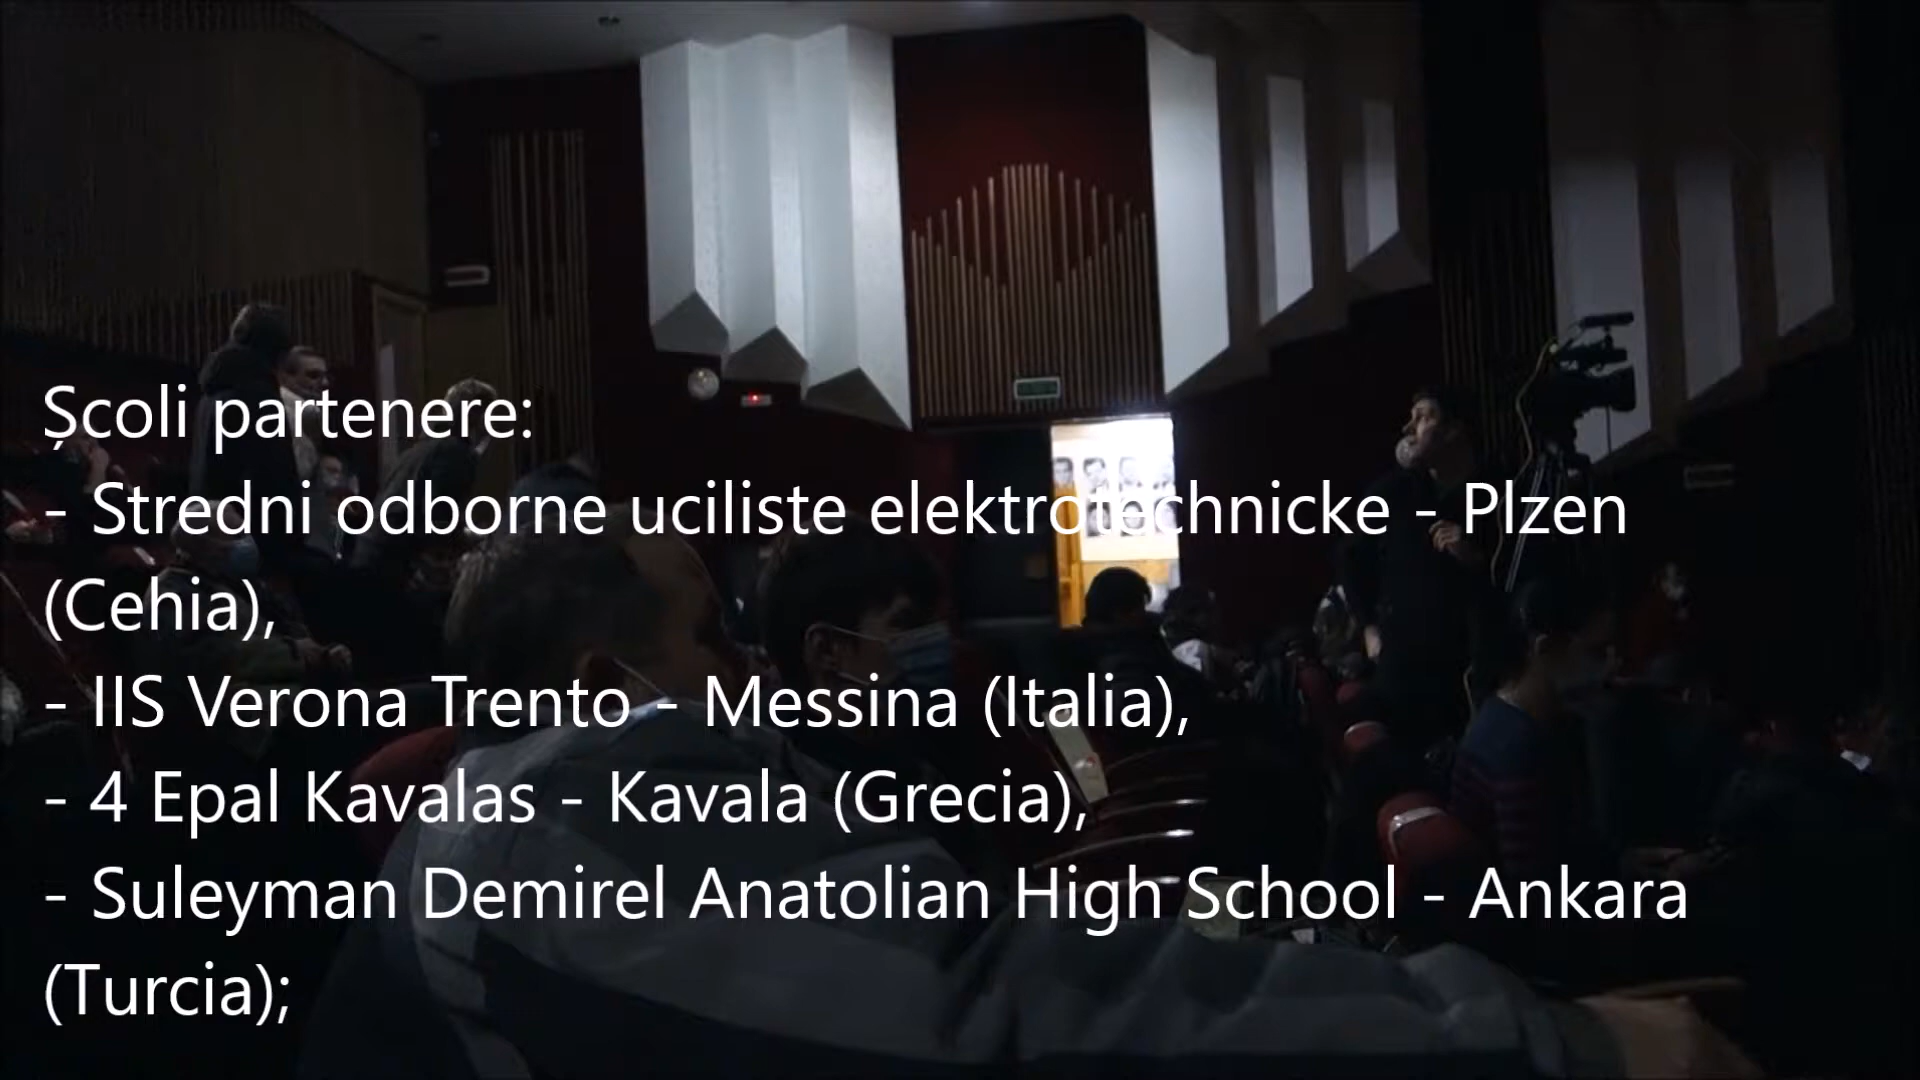 Școli partenere:
- Stredni odborne uciliste elektrotechnicke - Plzen
(Cehia),
- IIS Verona Trento - Messina (Italia),
- 4 Epal Kavalas - Kavala (Grecia),
- Suleyman Demirel Anatolian High School - Ankara
(Turcia);